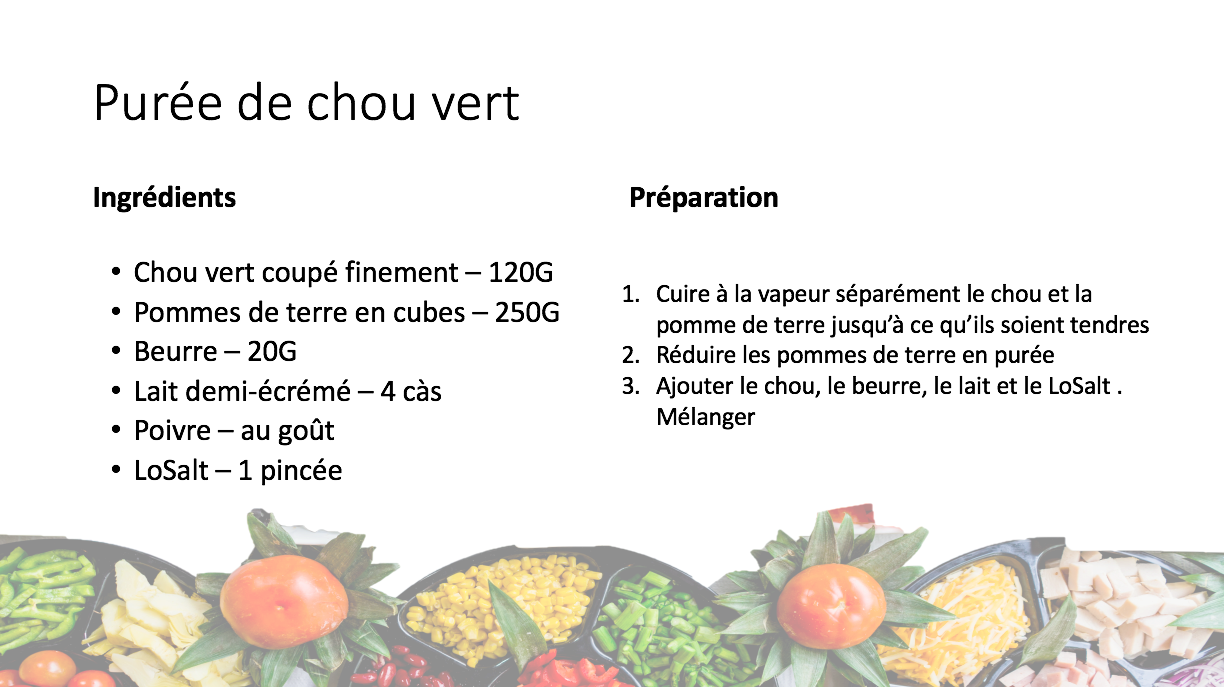 Purée de chou vert
Ingrédients
• Chou vert coupé finement – 120G
• Pommes de terre en cubes – 250G
• Beurre – 20G
• Lait demi-écrémé – 4 càs
• Poivre – au goût
• LoSalt – 1 pincée
Préparation
1. Cuire à la vapeur séparément le chou et la
pomme de terre jusqu’à ce qu’ils soient tendres
2. Réduire les pommes de terre en purée
3. Ajouter le chou, le beurre, le lait et le LoSalt .
Mélanger